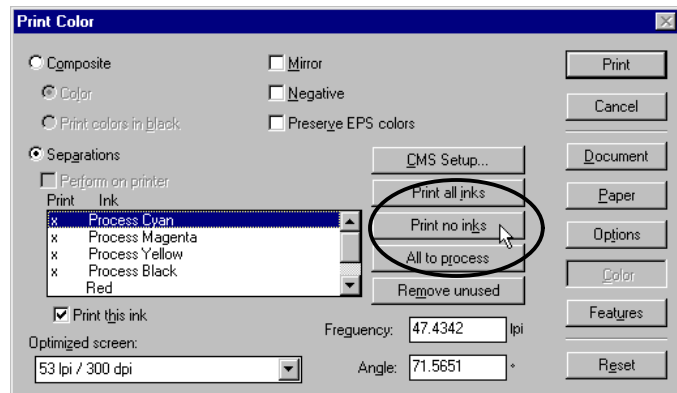 Print Color
Composite
Color
Print colors in black
Mirror
Negative
Preserve EPS colors
Separations
Perform on printer
Print Ink
x Process Cyan
x Process Magenta
x Process Yellow
x Process Black
Red
Print this ink
Optimized screen:
53 lpi / 300 dpi
CMS Setup...
Print all inks
Print no inks
All to process
Remove unused
Frequency: 47.4342 lpi
Angle: 71.5651 °
Print
Cancel
Document
Paper
Options
Color
Features
Reset